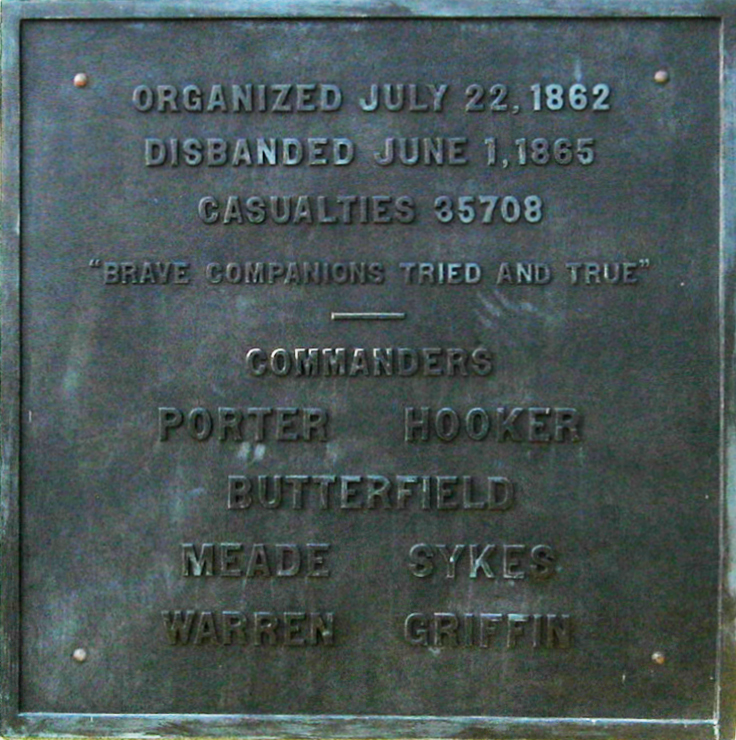 ORGANIZED JULY 22, 1862
DISBANDED JUNE 1, 1865
CASUALTIES 35708
"BRAVE COMPANIONS TRIED AND TRUE"
COMMANDERS
PORTER HOOKER
BUTTERFIELD
MEADE SYKES
WARREN GRIFFIN